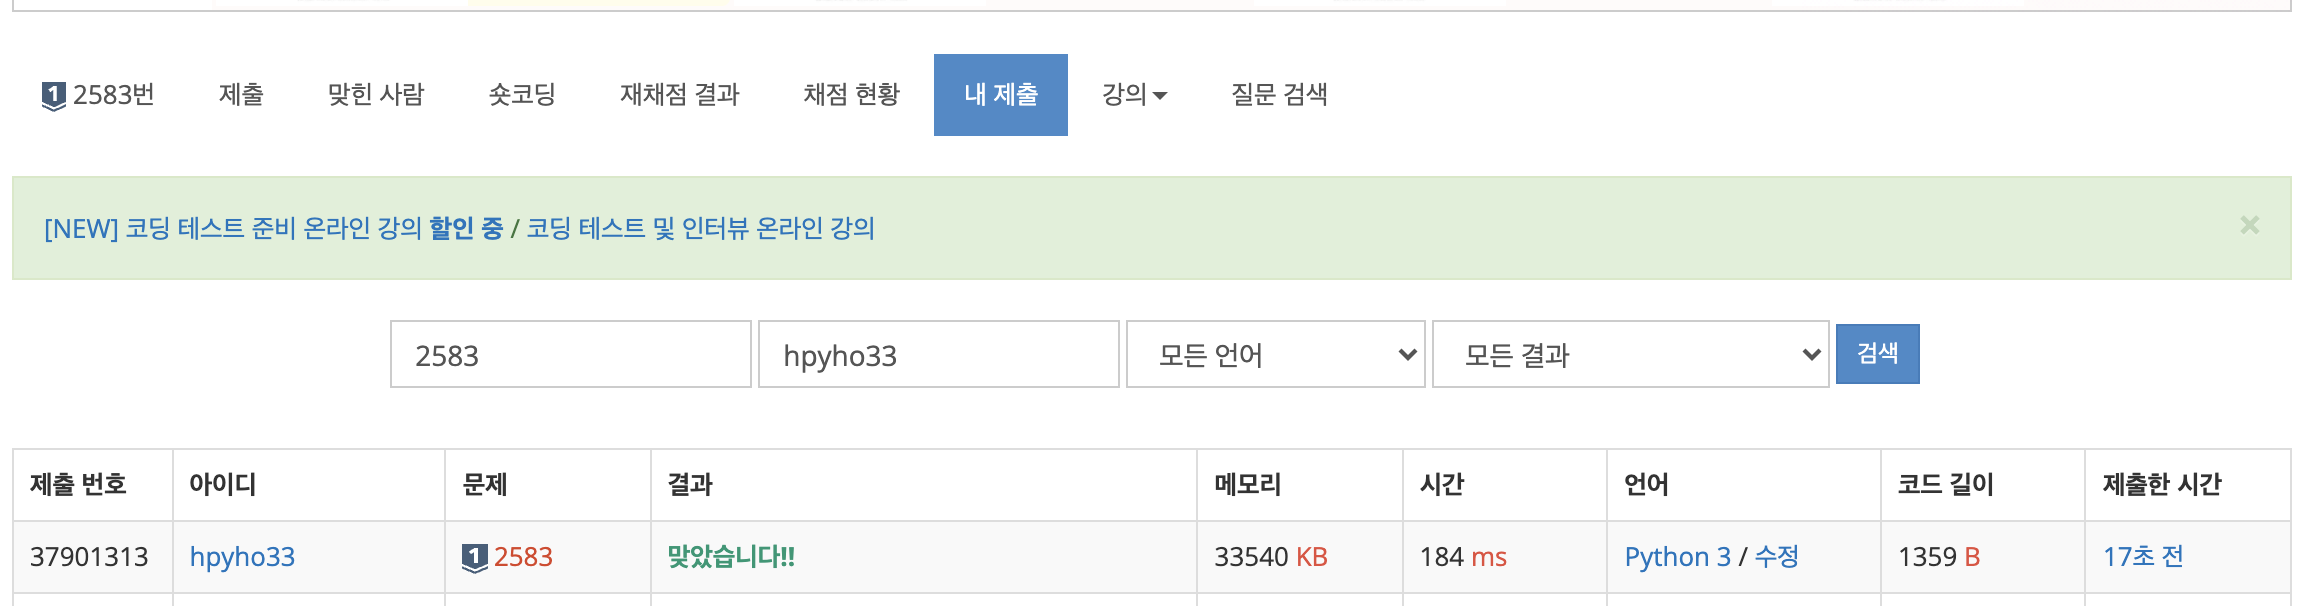 1 2583번 제출 맞힌 사람 숏코딩 재채점 결과 채점 현황 내 제출 강의 질문 검색
[NEW] 코딩 테스트 준비 온라인 강의 할인 중 / 코딩 테스트 및 인터뷰 온라인 강의 ×
2583 hpyho33 모든 언어 모든 결과 검색
제출 번호 아이디 문제 결과 메모리 시간 언어 코드 길이 제출한 시간
37901313 hpyho33 1 2583 맞았습니다!! 33540 KB 184 ms Python 3 / 수정 1359 B 17초 전